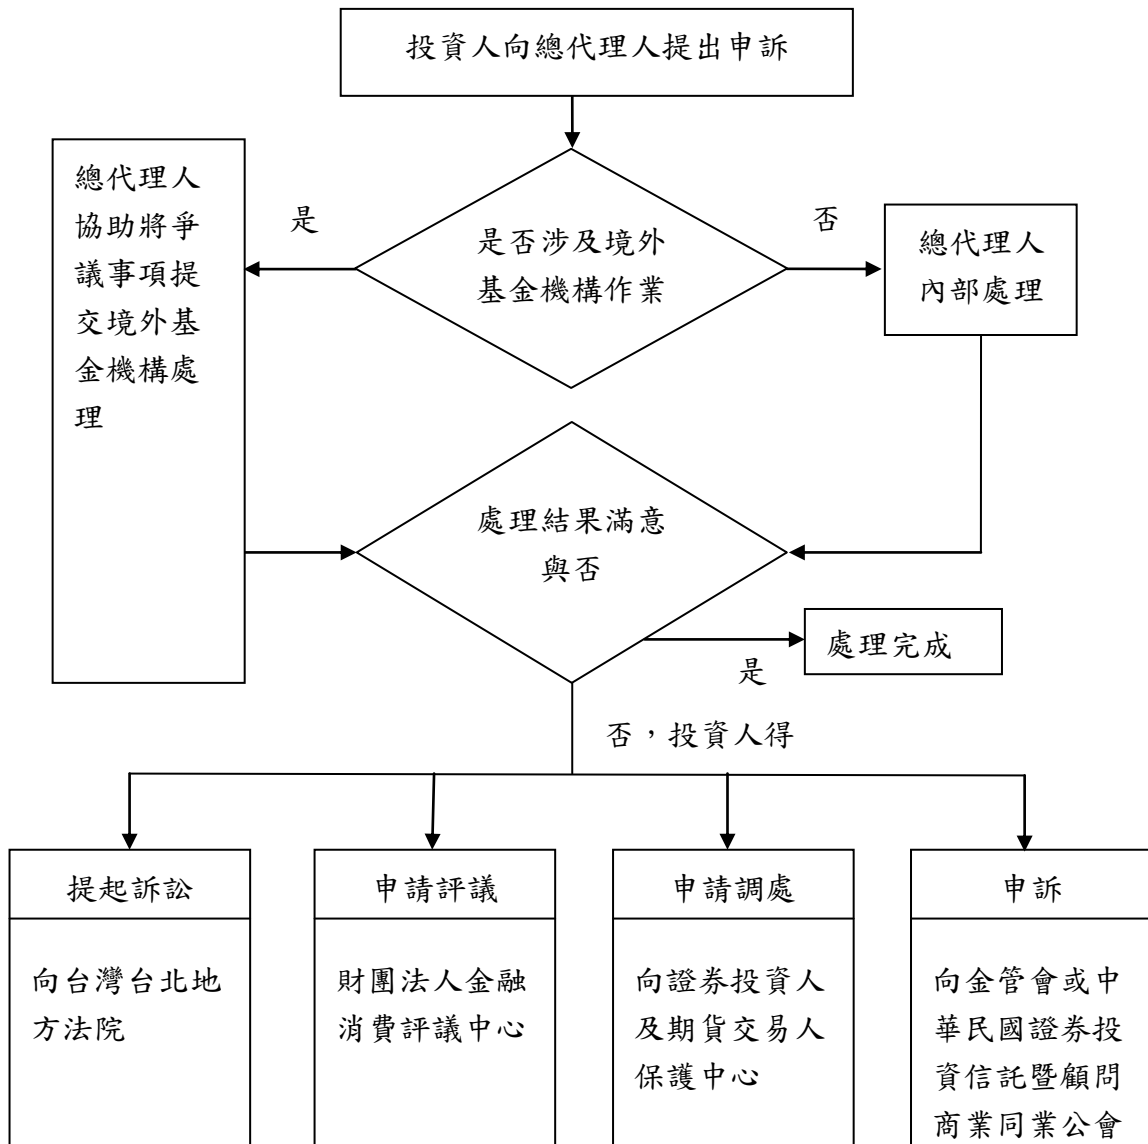 投資人向總代理人提出申訴
總代理人
協助將爭
議事項提
交境外基
金機構處
理
是
是否涉及境外
基金機構作業
否
總代理人
內部處理
處理結果滿意
與否
處理完成
是
否，投資人得
提起訴訟
向台灣台北地
方法院
申請評議
財團法人金融
消費評議中心
申請調處
向證券投資人
及期貨交易人
保護中心
申訴
向金管會或中
華民國證券投
資信託暨顧問
商業同業公會